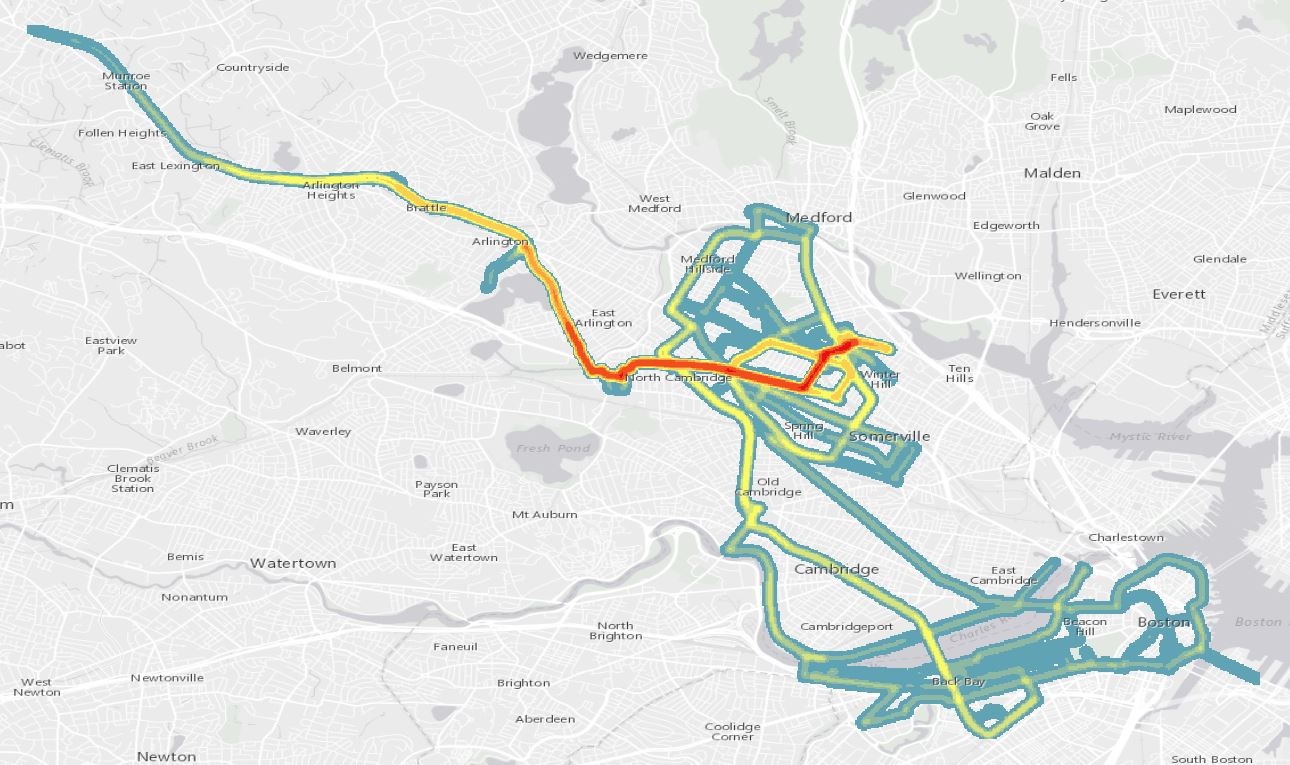 Wedgemere
Countryside
Munroe
Station
Fells
Smelt Brook
Maplewood
Oak
Grove
Follen Heights
Clematis Brook
East Lexington
Malden
Arlington
Heights
Glenwood
West
Medford
Brattle
Medford
Edgeworth
Arlington
Medford
Hillside
Glendale
Wellington
Everett
East
Arlington
Hendersonville
Eastview
Park
Belmont
Ten
Hills
North Cambridge
Winter
Hill
Waverley
Spring
Hill
Somerville
Mystic River
Beaver Brook
Fresh Pond
Clematis
Brook
Station
Payson
Park
Old
Cambridge
Mt Auburn
Charlestown
East
Watertown
Bemis
Watertown
Cambridge
East
Cambridge
Nonantum
North
Brighton
Cambridgeport
Beacon
Hill
Boston
Boston
Faneuil
Back Bay
West
Newton
Newtonville
Brighton
Aberdeen
Coolidge
Corner
Newton
South Boston